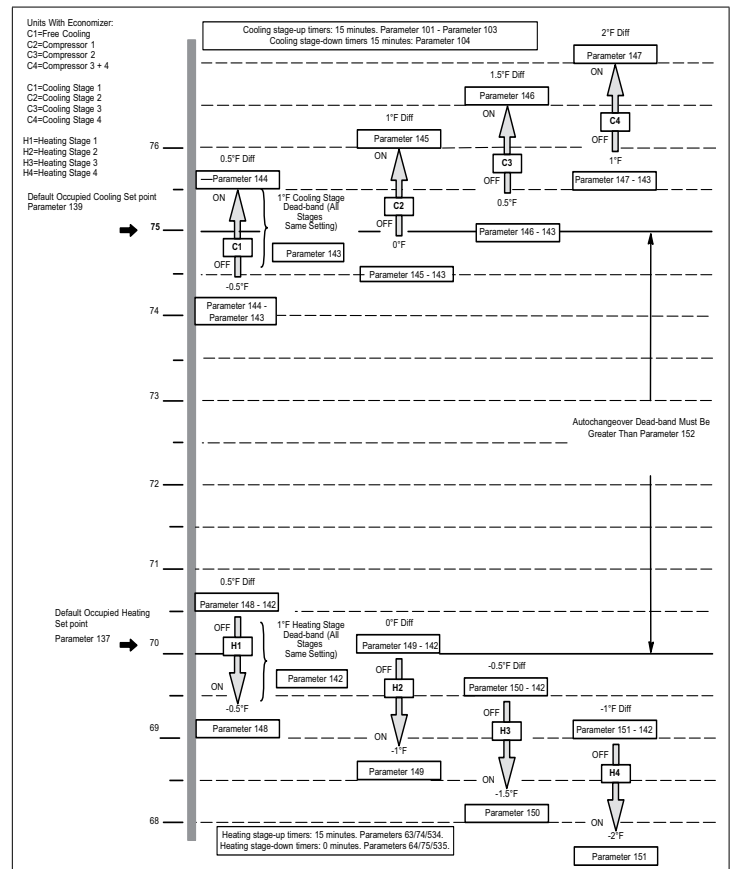 Units With Economizer:
C1=Free Cooling
C2=Compressor 1
C3=Compressor 2
C4=Compressor 3 + 4
C1=Cooling Stage 1
C2=Cooling Stage 2
C3=Cooling Stage 3
C4=Cooling Stage 4
H1=Heating Stage 1
H2=Heating Stage 2
H3=Heating Stage 3
H4=Heating Stage 4
Cooling stage-up timers: 15 minutes. Parameter 101 - Parameter 103
Cooling stage-down timers 15 minutes: Parameter 104
2°F Diff
Parameter 147
ON
C4
OFF
1°F
Parameter 147 - 143
1.5°F Diff
Parameter 146
ON
C3
OFF
0.5°F
Parameter 146 - 143
1°F Diff
Parameter 145
ON
C2
OFF
0°F
Parameter 145 - 143
0.5°F Diff
Parameter 144
ON
C1
OFF
-0.5°F
Parameter 144 -
Parameter 143
1°F Cooling Stage
Dead-band (All
Stages
Same Setting)
Parameter 143
Default Occupied Cooling Set point
Parameter 139
76
75
74
73
72
71
70
69
68
Autochangeover Dead-band Must Be
Greater Than Parameter 152
Default Occupied Heating
Set point
Parameter 137
0.5°F Diff
Parameter 148 - 142
OFF
H1
ON
-0.5°F
Parameter 148
1°F Heating Stage
Dead-band (All
Stages
Same Setting)
Parameter 142
0°F Diff
Parameter 149 - 142
OFF
H2
ON
-1°F
Parameter 149
-0.5°F Diff
Parameter 150 - 142
OFF
H3
ON
-1.5°F
Parameter 150
-1°F Diff
Parameter 151 - 142
OFF
H4
ON
-2°F
Parameter 151
Heating stage-up timers: 15 minutes. Parameters 63/74/534.
Heating stage-down timers: 0 minutes. Parameters 64/75/535.